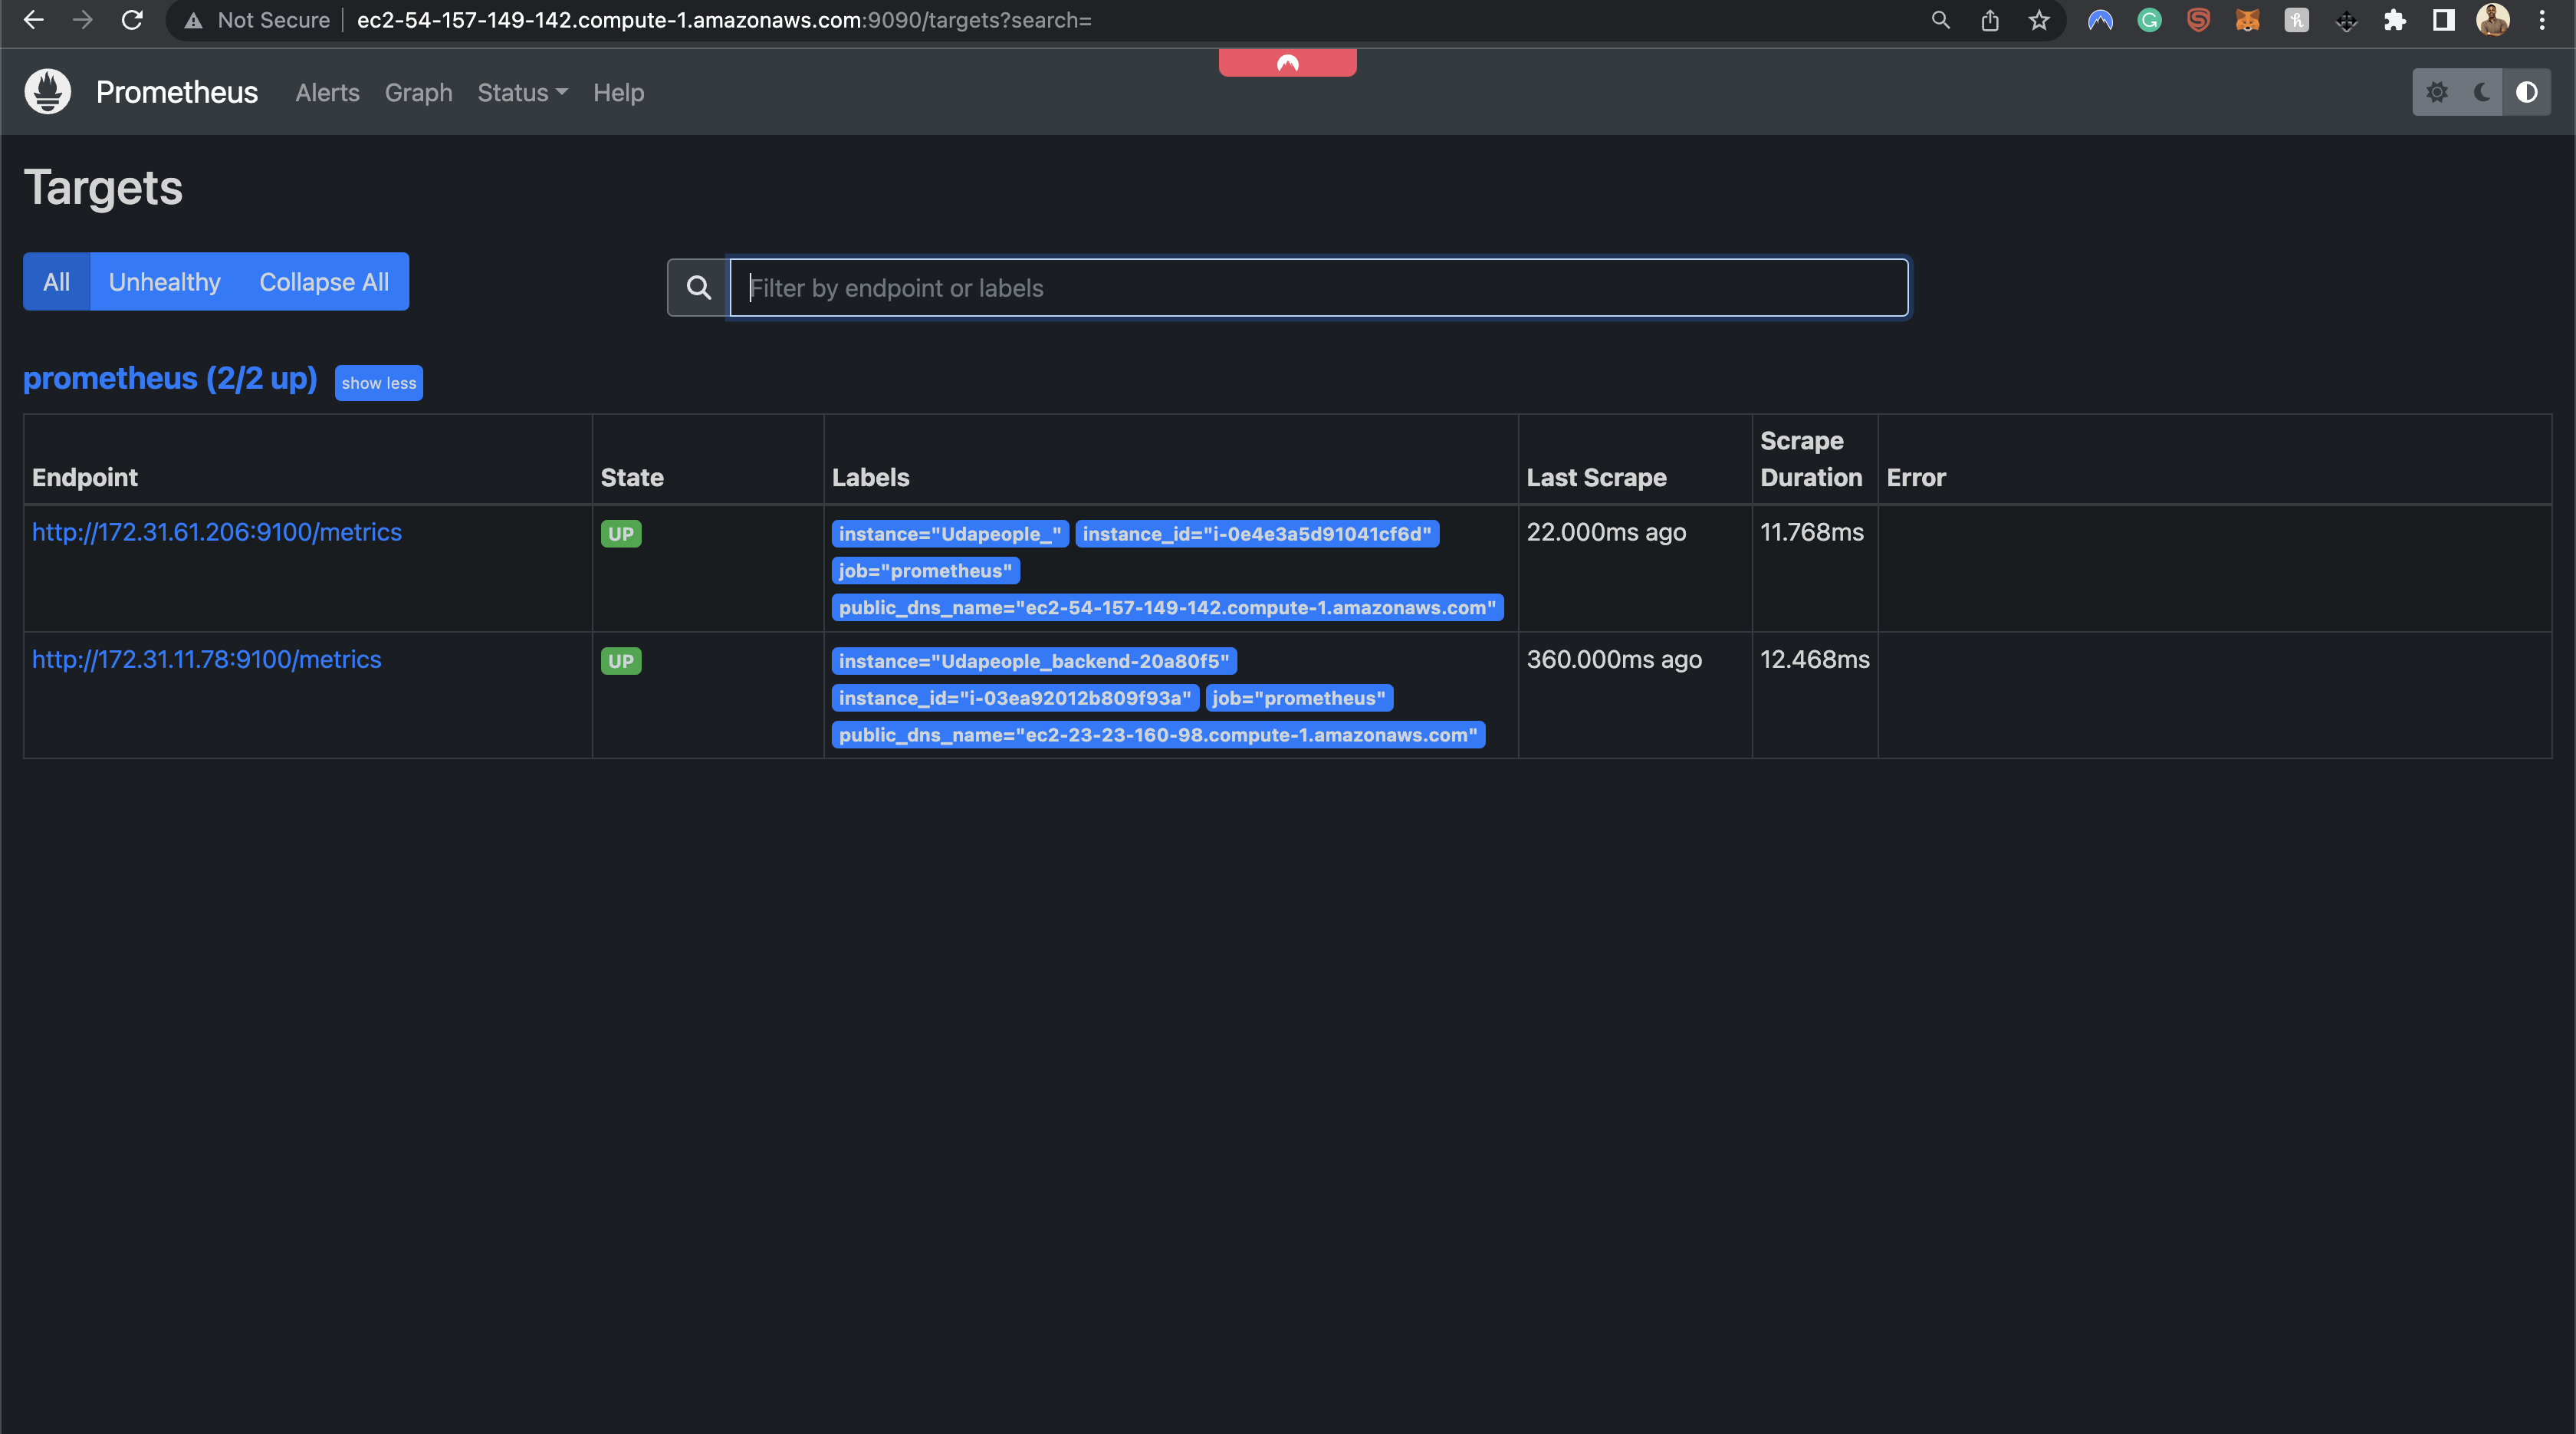 Not Secure ec2-54-157-149-142.compute-1.amazonaws.com:9090/targets?search=
Prometheus Alerts Graph Status Help
Targets
All Unhealthy Collapse All
Filter by endpoint or labels
prometheus (2/2 up) show less
Endpoint State Labels Last Scrape Scrape Duration Error
http://172.31.61.206:9100/metrics UP instance="Udapeople_" instance_id="i-0e4e3a5d91041cf6d" 22.000ms ago 11.768ms
job="prometheus"
public_dns_name="ec2-54-157-149-142.compute-1.amazonaws.com"
http://172.31.11.78:9100/metrics UP instance="Udapeople_backend-20a80f5" 360.000ms ago 12.468ms
instance_id="i-03ea92012b809f93a" job="prometheus"
public_dns_name="ec2-23-23-160-98.compute-1.amazonaws.com"